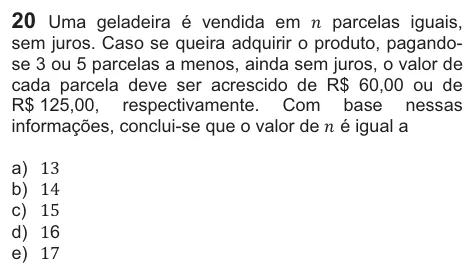 20 Uma geladeira é vendida em n parcelas iguais,
sem juros. Caso se queira adquirir o produto, pagando-
se 3 ou 5 parcelas a menos, ainda sem juros, o valor de
cada parcela deve ser acrescido de R$ 60,00 ou de
R$ 125,00, respectivamente. Com base nessas
informações, conclui-se que o valor de n é igual a
a) 13
b) 14
c) 15
d) 16
e) 17